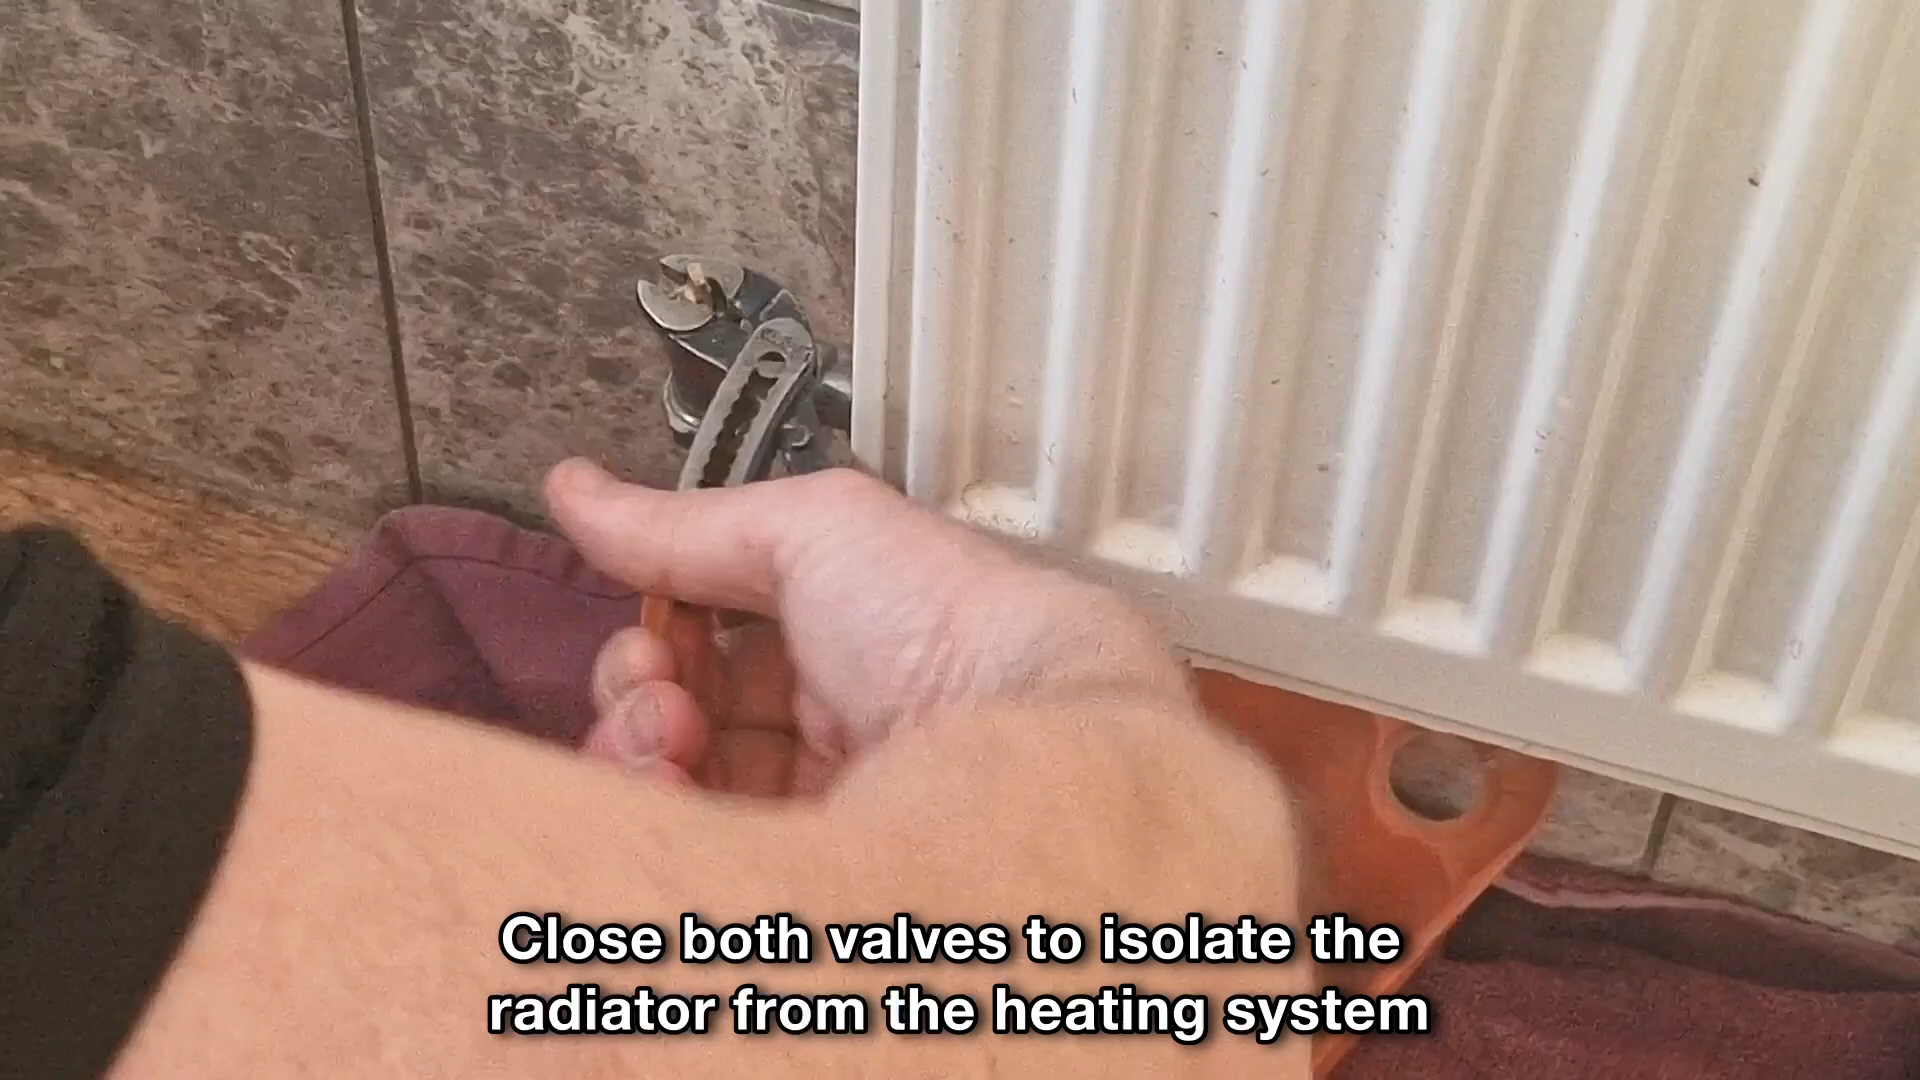 Close both valves to isolate the
radiator from the heating system